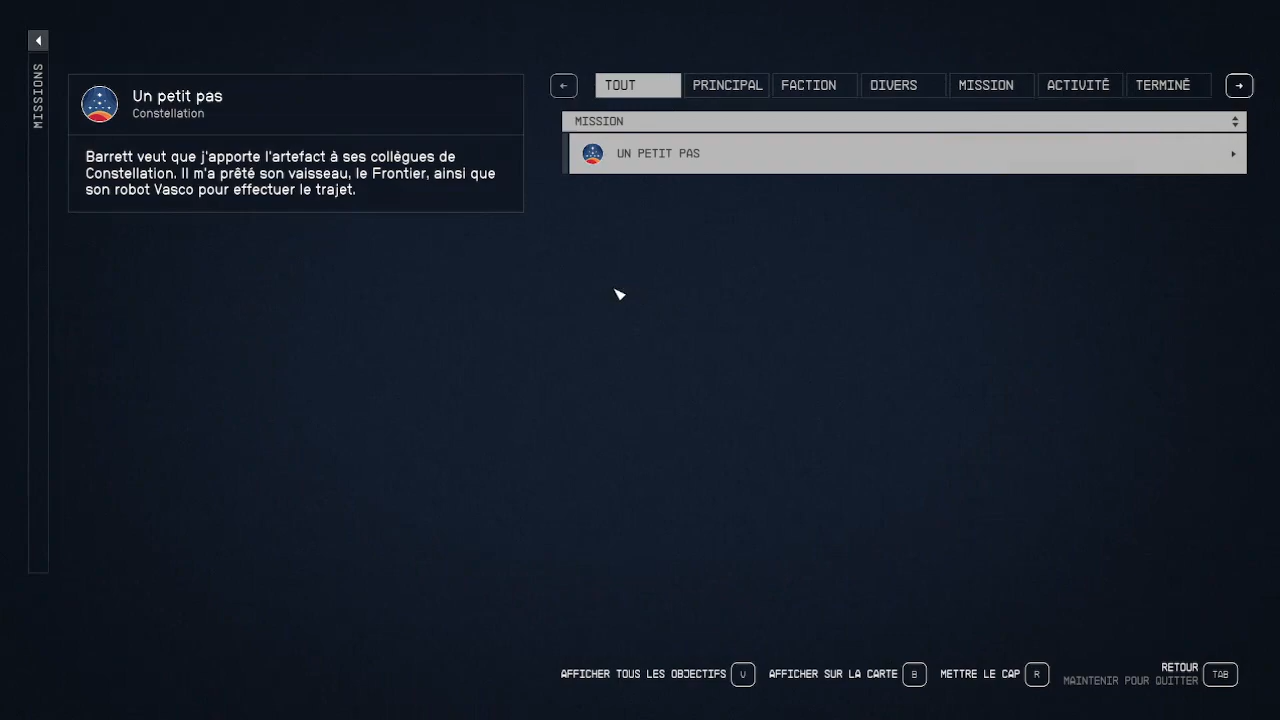 MISSIONS
Un petit pas
Constellation
Barrett veut que j'apporte l'artefact à ses collègues de
Constellation. Il m'a prêté son vaisseau, le Frontier, ainsi que
son robot Vasco pour effectuer le trajet.
TOUT PRINCIPAL FACTION DIVERS MISSION ACTIVITÉ TERMINÉ
MISSION
UN PETIT PAS
AFFICHER TOUS LES OBJECTIFS U AFFICHER SUR LA CARTE B METTRE LE CAP R RETOUR TAB
MAINTENIR POUR QUITTER